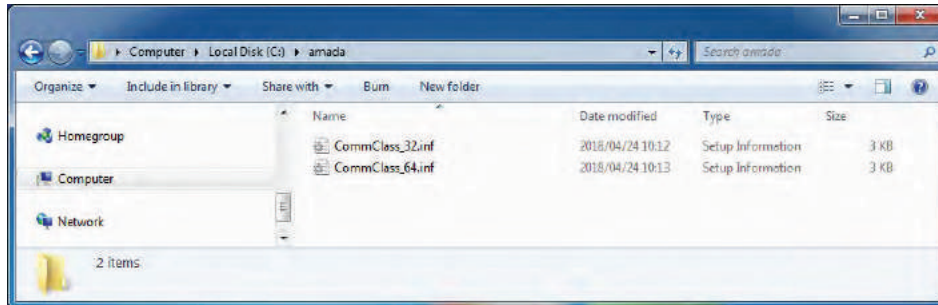 Computer ▸ Local Disk (C:) ▸ amada
Search amada
Organize Include in library Share with Burn New folder
Name Date modified Type Size
Homegroup
CommClass_32.inf 2018/04/24 10:12 Setup Information 3 KB
CommClass_64.inf 2018/04/24 10:13 Setup Information 3 KB
Computer
Network
2 items